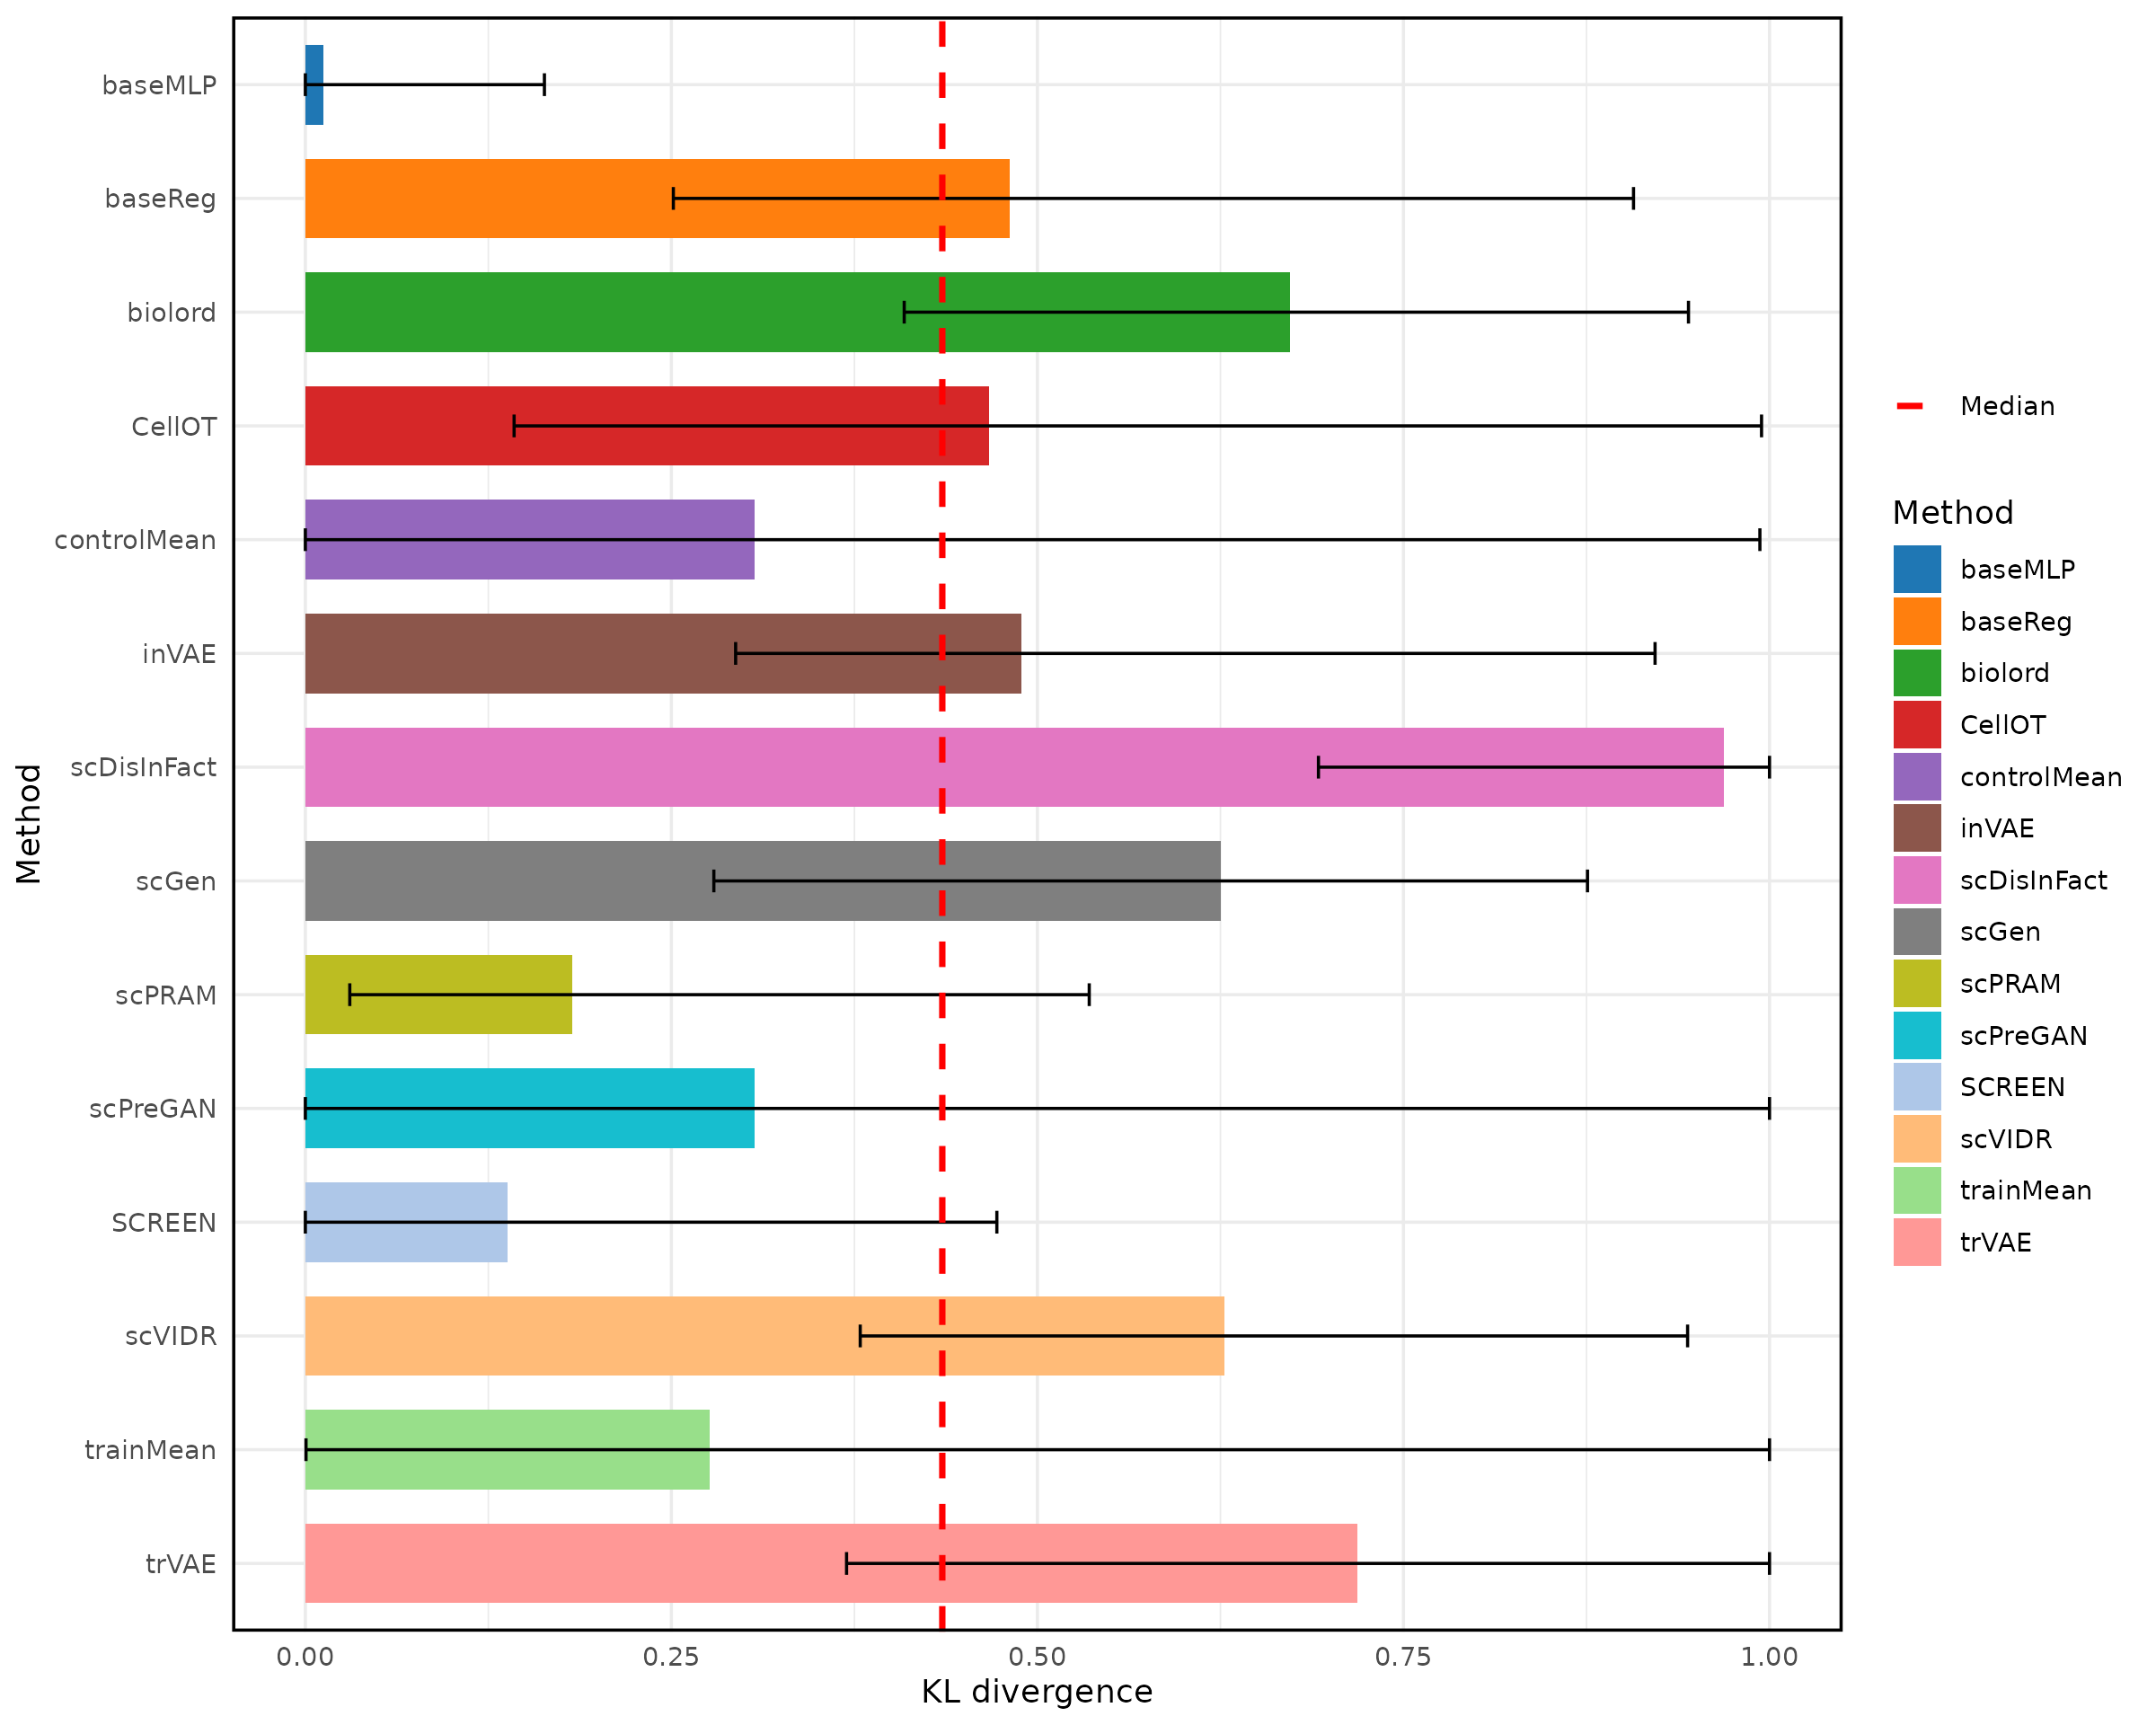 baseMLP
baseReg
biolord
CellOT
controlMean
inVAE
scDisInFact
scGen
scPRAM
scPreGAN
SCREEN
scVIDR
trainMean
trVAE
Method
0.00 0.25 0.50 0.75 1.00
KL divergence
Median
Method
baseMLP
baseReg
biolord
CellOT
controlMean
inVAE
scDisInFact
scGen
scPRAM
scPreGAN
SCREEN
scVIDR
trainMean
trVAE